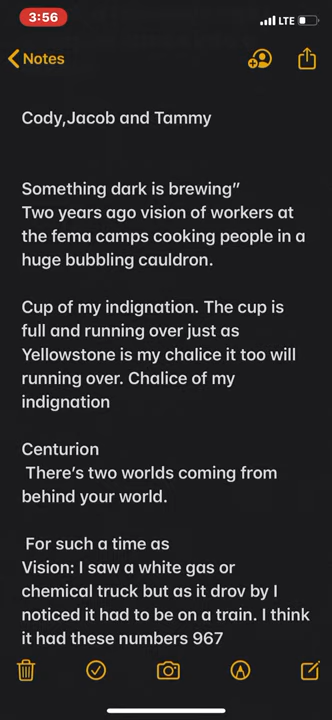 3:56
LTE
Notes
Cody,Jacob and Tammy
Something dark is brewing”
Two years ago vision of workers at
the fema camps cooking people in a
huge bubbling cauldron.
Cup of my indignation. The cup is
full and running over just as
Yellowstone is my chalice it too will
running over. Chalice of my
indignation
Centurion
There’s two worlds coming from
behind your world.
For such a time as
Vision: I saw a white gas or
chemical truck but as it drov by I
noticed it had to be on a train. I think
it had these numbers 967